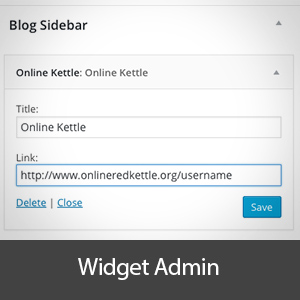 Blog Sidebar
Online Kettle: Online Kettle
Title:
Online Kettle
Link:
http://www.onlineredkettle.org/username
Delete | Close
Save
Widget Admin